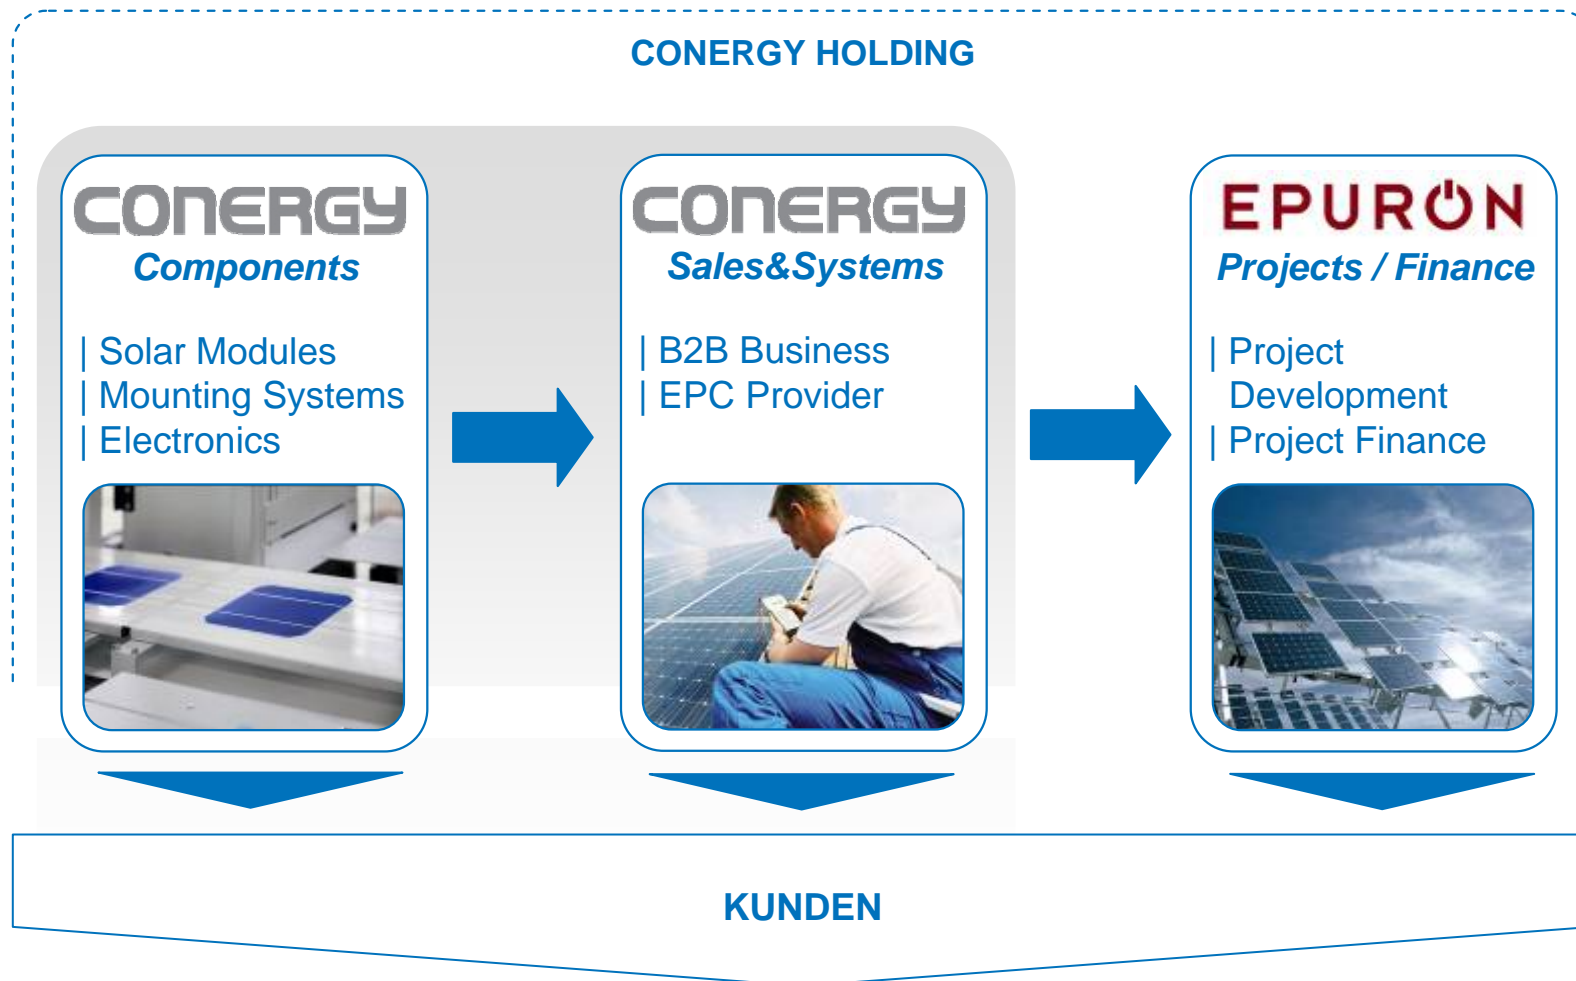 CONERGY HOLDING
CONERGY
Components
| Solar Modules
| Mounting Systems
| Electronics
CONERGY
Sales&Systems
| B2B Business
| EPC Provider
EPURON
Projects / Finance
| Project
Development
| Project Finance
KUNDEN